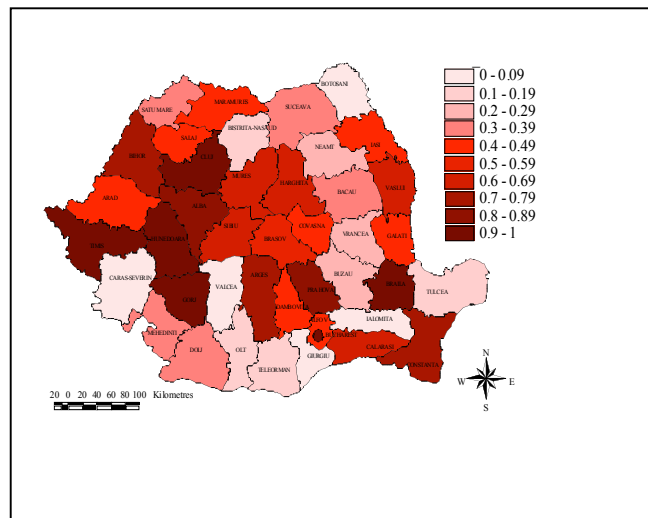 BOTOSANI
0 - 0.09
0.1 - 0.19
0.2 - 0.29
0.3 - 0.39
0.4 - 0.49
0.5 - 0.59
0.6 - 0.69
0.7 - 0.79
0.8 - 0.89
0.9 - 1
SATU MARE
MARAMURES
SUCEAVA
BISTRITA-NASAUD
SALAJ
IASI
NEAMT
BIHOR
CLUJ
MURES
HARGHITA
BACAU
VASLUI
ARAD
ALBA
SIBIU
BRASOV
COVASNA
VRANCEA
GALATI
TIMIS
HUNEDOARA
CARAS-SEVERIN
GORJ
VALCEA
ARGES
PRAHOVA
BUZAU
BRAILA
TULCEA
DAMBOVITA
ILFOV
IALOMITA
MEHEDINTI
BUCHAREST
DOLJ
OLT
TELEORMAN
GIURGIU
CALARASI
CONSTANTA
N
W E
S
20 0 20 40 60 80 100 Kilometres